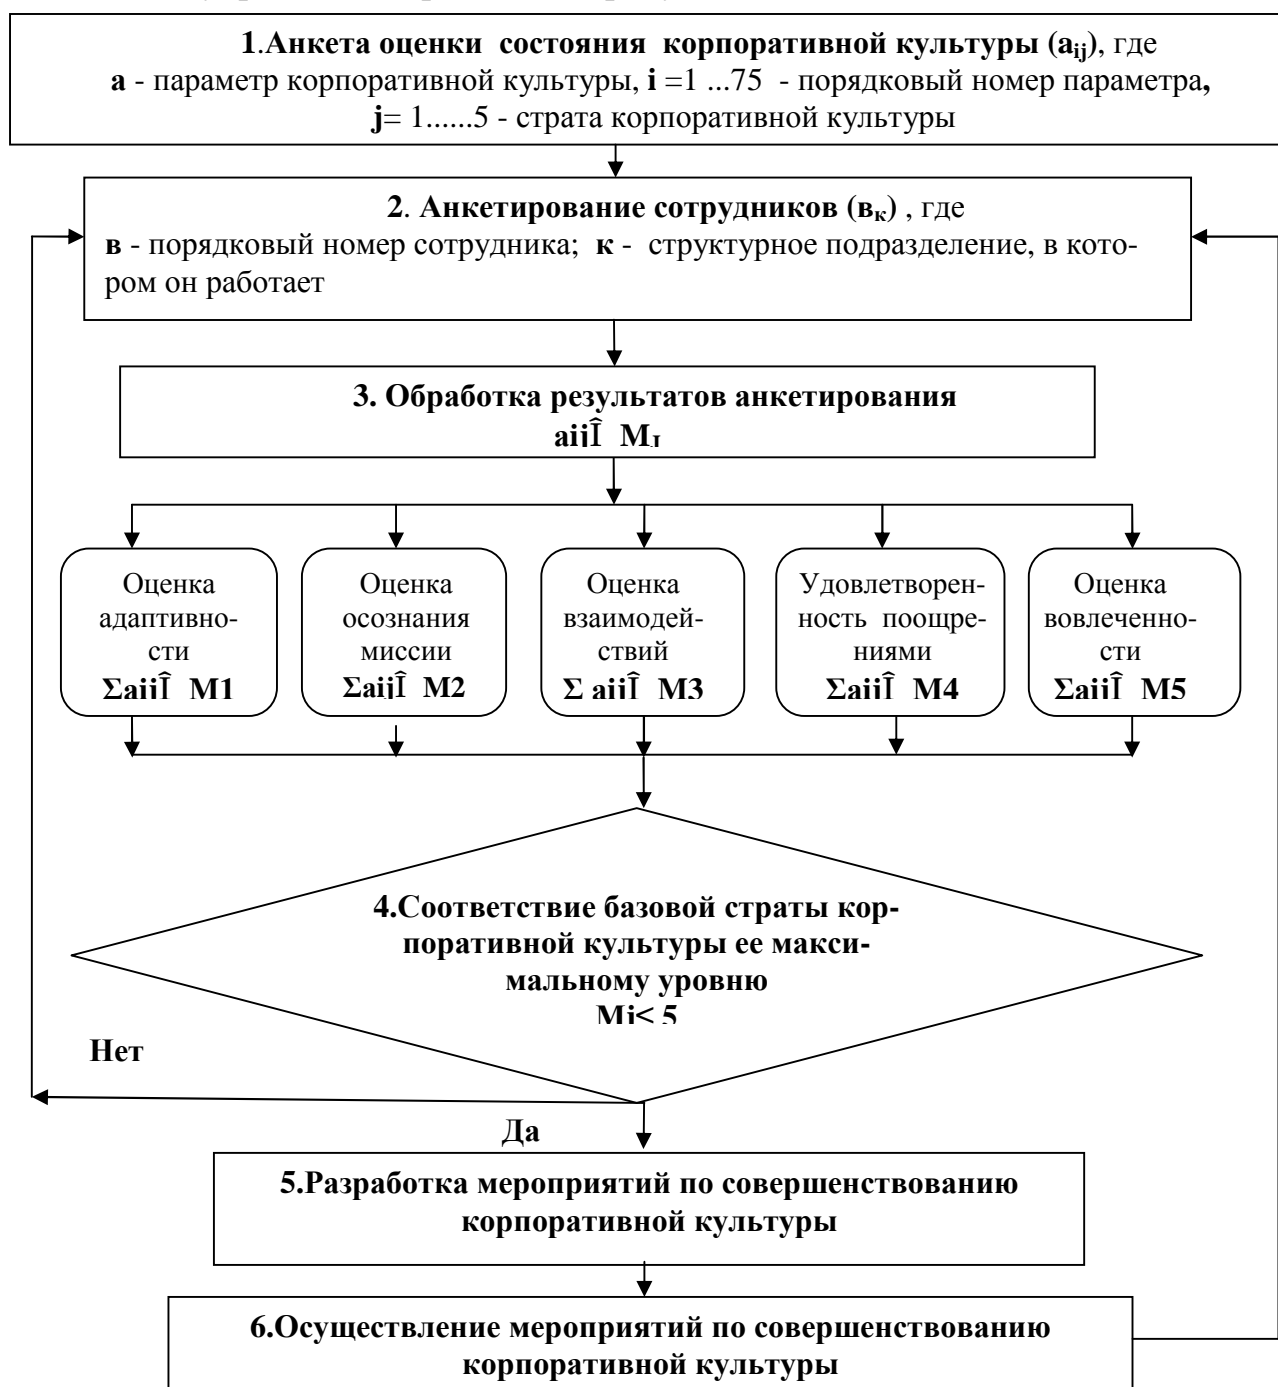 1.Анкета оценки состояния корпоративной культуры (aij), где
а - параметр корпоративной культуры, i =1 ...75 - порядковый номер параметра,
j= 1......5 - страта корпоративной культуры
2. Анкетирование сотрудников (вк) , где
в - порядковый номер сотрудника; к - структурное подразделение, в кото-
ром он работает
3. Обработка результатов анкетирования
aijÎ MJ
Оценка
адаптивно-
сти
ΣaijÎ M1
Оценка
осознания
миссии
ΣaijÎ M2
Оценка
взаимодей-
ствий
Σ aijÎ M3
Удовлетворен-
ность поощре-
ниями
ΣaijÎ M4
Оценка
вовлеченно-
сти
ΣaijÎ M5
4.Соответствие базовой страты кор-
поративной культуры ее макси-
мальному уровню
Mj< 5
Нет
Да
5.Разработка мероприятий по совершенствованию
корпоративной культуры
6.Осуществление мероприятий по совершенствованию
корпоративной культуры